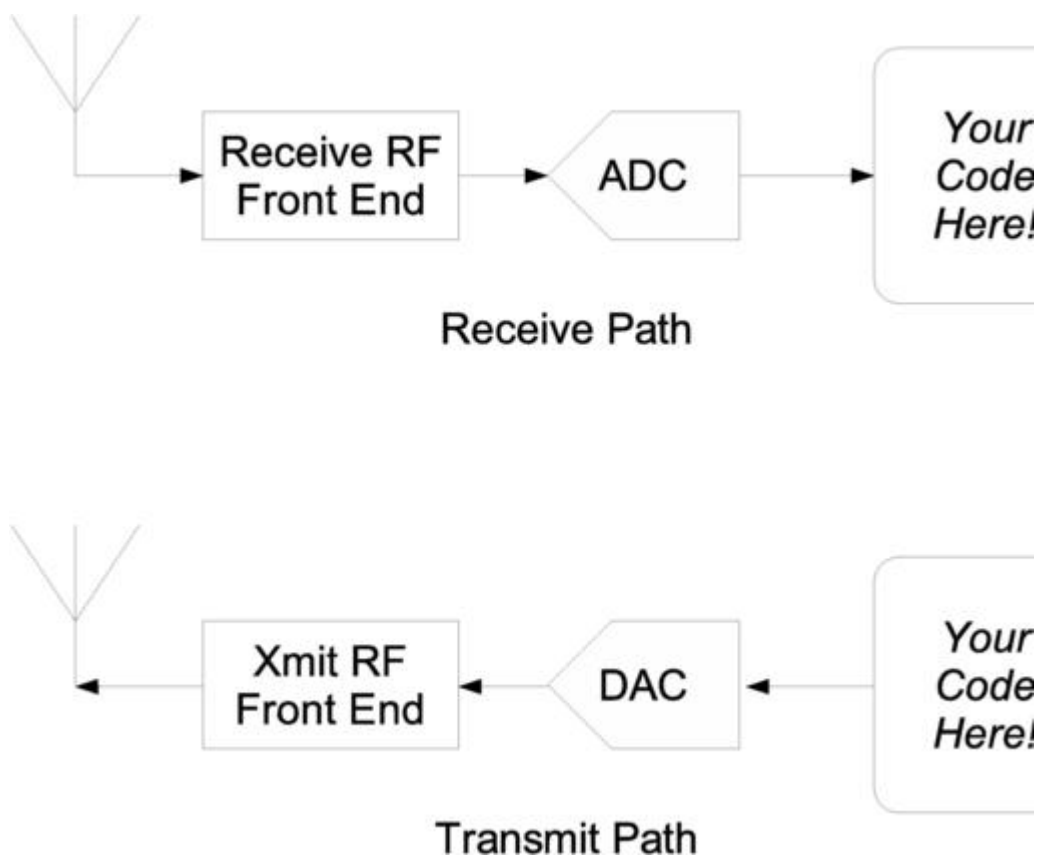 Receive RF
Front End
ADC
Your
Code
Here!
Receive Path
Xmit RF
Front End
DAC
Your
Code
Here!
Transmit Path